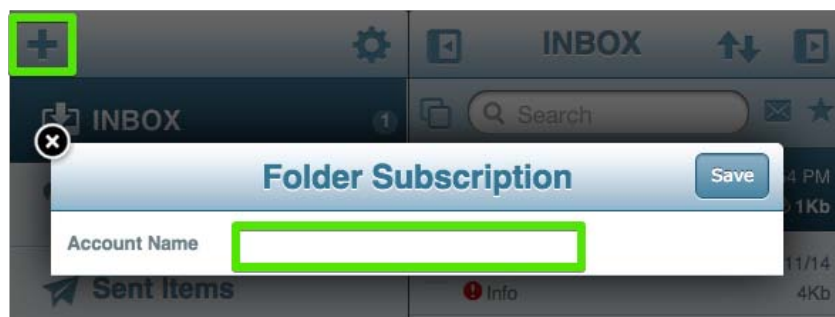 INBOX
INBOX
1
Search
Folder Subscription
Save
4 PM
1Kb
Account Name
11/14
Sent Items
Info
4Kb